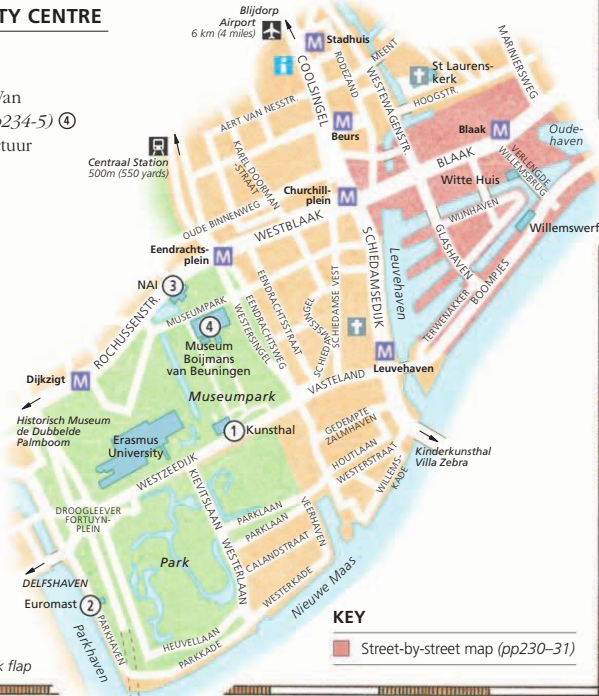 TY CENTRE
Van
p234-5) ④
ctuur
k flap
Blijdorp
Airport
6 km (4 miles)
M Stadhuis
i
COOLSINGEL
RODEZAND
MEENT
WESTEWAGENSTR.
St Laurens-
kerk
HOOGSTR.
MARINIERSWEG
AERT VAN NESSTR.
M
Beurs
Blaak M
Oude-
haven
Centraal Station
500m (550 yards)
KAREL DOORMAN
-STRAAT
BLAAK
VERLENGDE
WILLEMSBRUG
Witte Huis
Churchill-
plein M
WIJNHAVEN
OUDE BINNENWEG
WESTBLAAK
Willemswerf
Eendrachts-
plein M
SCHIEDAMSEDIJK
Leuvehaven
GLASHAVEN
BOOMPJES
TERWENAKKER
NAI ③
ROCHUSSENSTR.
MUSEUMPARK
④
Museum
Boijmans
van Beuningen
EENDRACHTSSTRAAT
EENDRACHTSWEG
WESTERSINGEL
SCHIEDAMSE VEST
SCHIEDAMSESINGEL
M
Leuvehaven
Dijkzigt M
VASTELAND
Museumpark
Historisch Museum
de Dubbelde
Palmboom
① Kunsthal
GEDEMPTE
ZALMHAVEN
Erasmus
University
HOUTLAAN
WESTERSTRAAT
WILLEMS-
KADE
Kinderkunsthal
Villa Zebra
WESTZEEDIJK
KIEVITSLAAN
DROOGLEEVER
FORTUYN-
PLEIN
PARKLAAN
PARKLAAN
VEERHAVEN
CALANDSTRAAT
Park
WESTERLAAN
WESTERKADE
Nieuwe Maas
DELFSHAVEN
Euromast ②
PARKHAVEN
Parkhaven
HEUVELLAAN
PARKKADE
KEY
Street-by-street map (pp230–31)